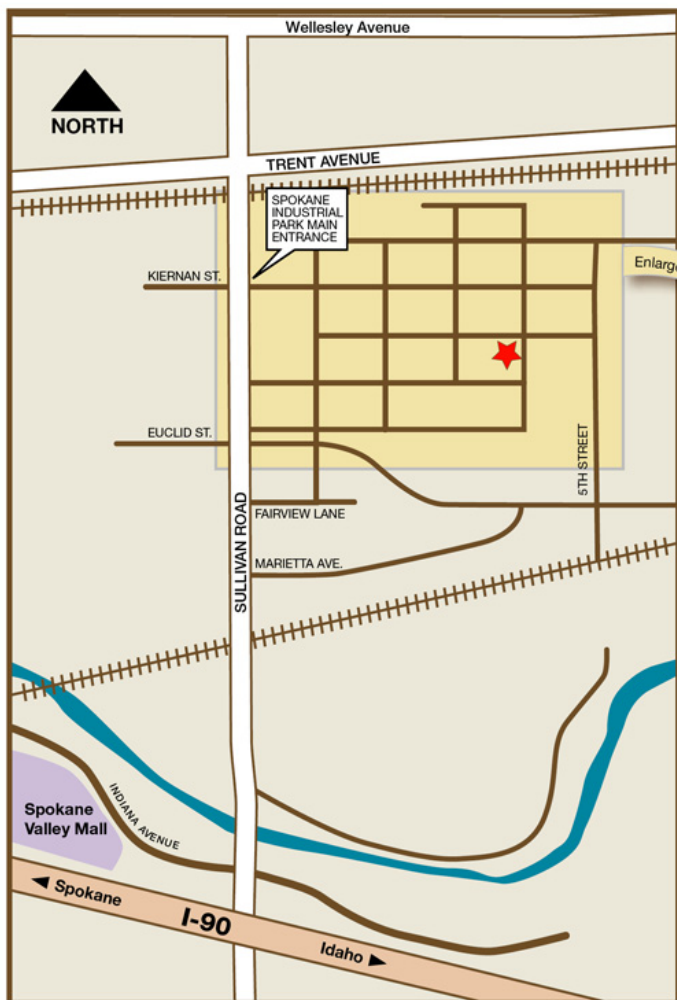 Wellesley Avenue
NORTH
TRENT AVENUE
SPOKANE
INDUSTRIAL
PARK MAIN
ENTRANCE
KIERNAN ST.
Enlarge
EUCLID ST.
5TH STREET
FAIRVIEW LANE
SULLIVAN ROAD
MARIETTA AVE.
INDIANA AVENUE
Spokane
Valley Mall
Spokane
I-90
Idaho